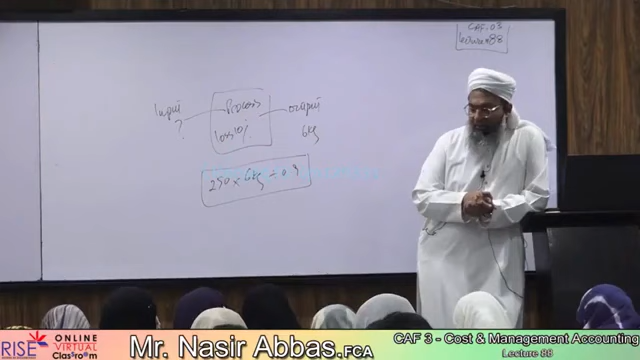 CAF-03
Lecture#88
Input
Process
output
?
loss 10%
6kg
250 × 6kg ÷ 0.9
RISE
ONLINE
VIRTUAL
Classroom
Mr. Nasir Abbas.FCA
CAF 3 - Cost & Management Accounting
Lecture 88